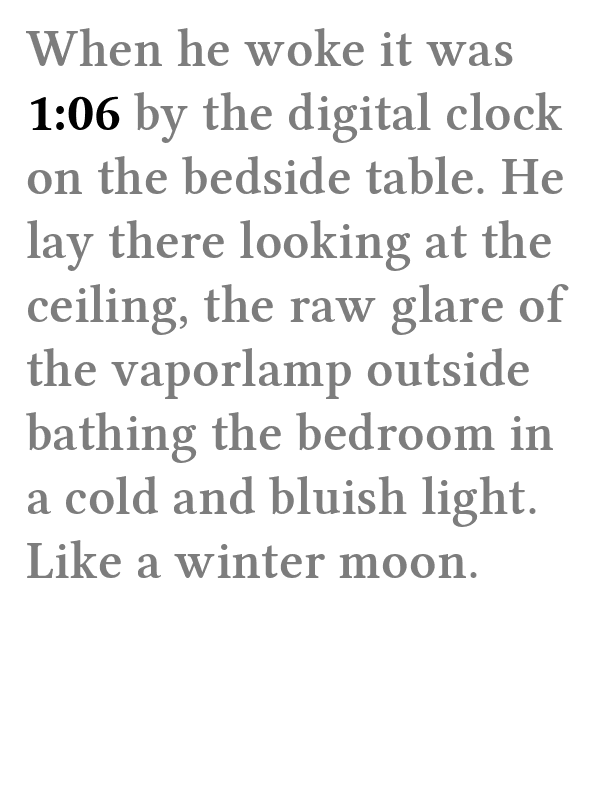 When he woke it was
1:06 by the digital clock
on the bedside table. He
lay there looking at the
ceiling, the raw glare of
the vaporlamp outside
bathing the bedroom in
a cold and bluish light.
Like a winter moon.